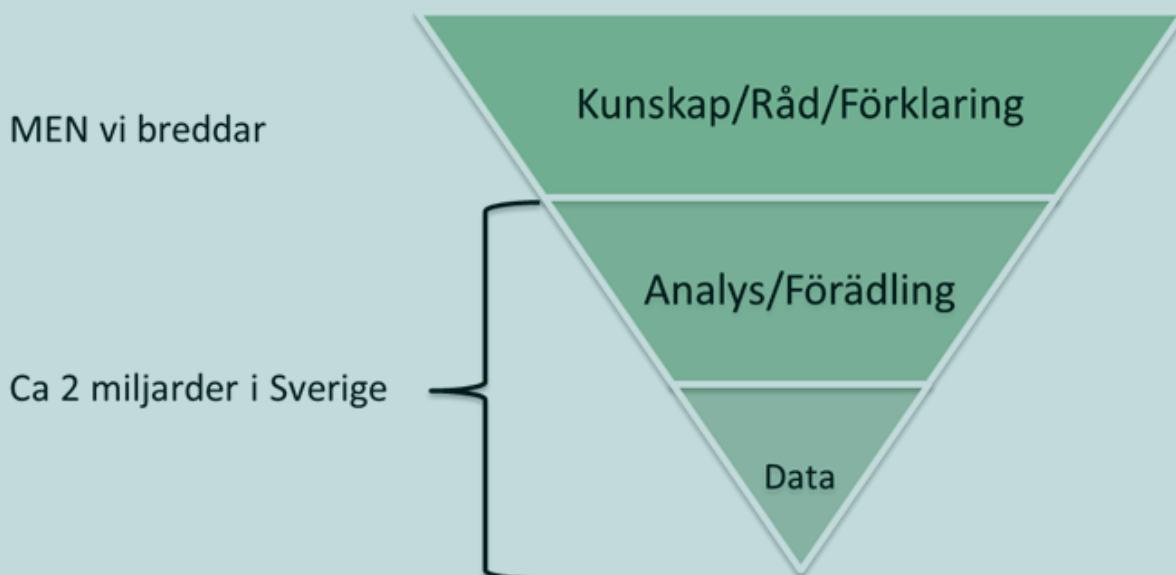 MEN vi breddar
Kunskap/Råd/Förklaring
Analys/Förädling
Ca 2 miljarder i Sverige
Data